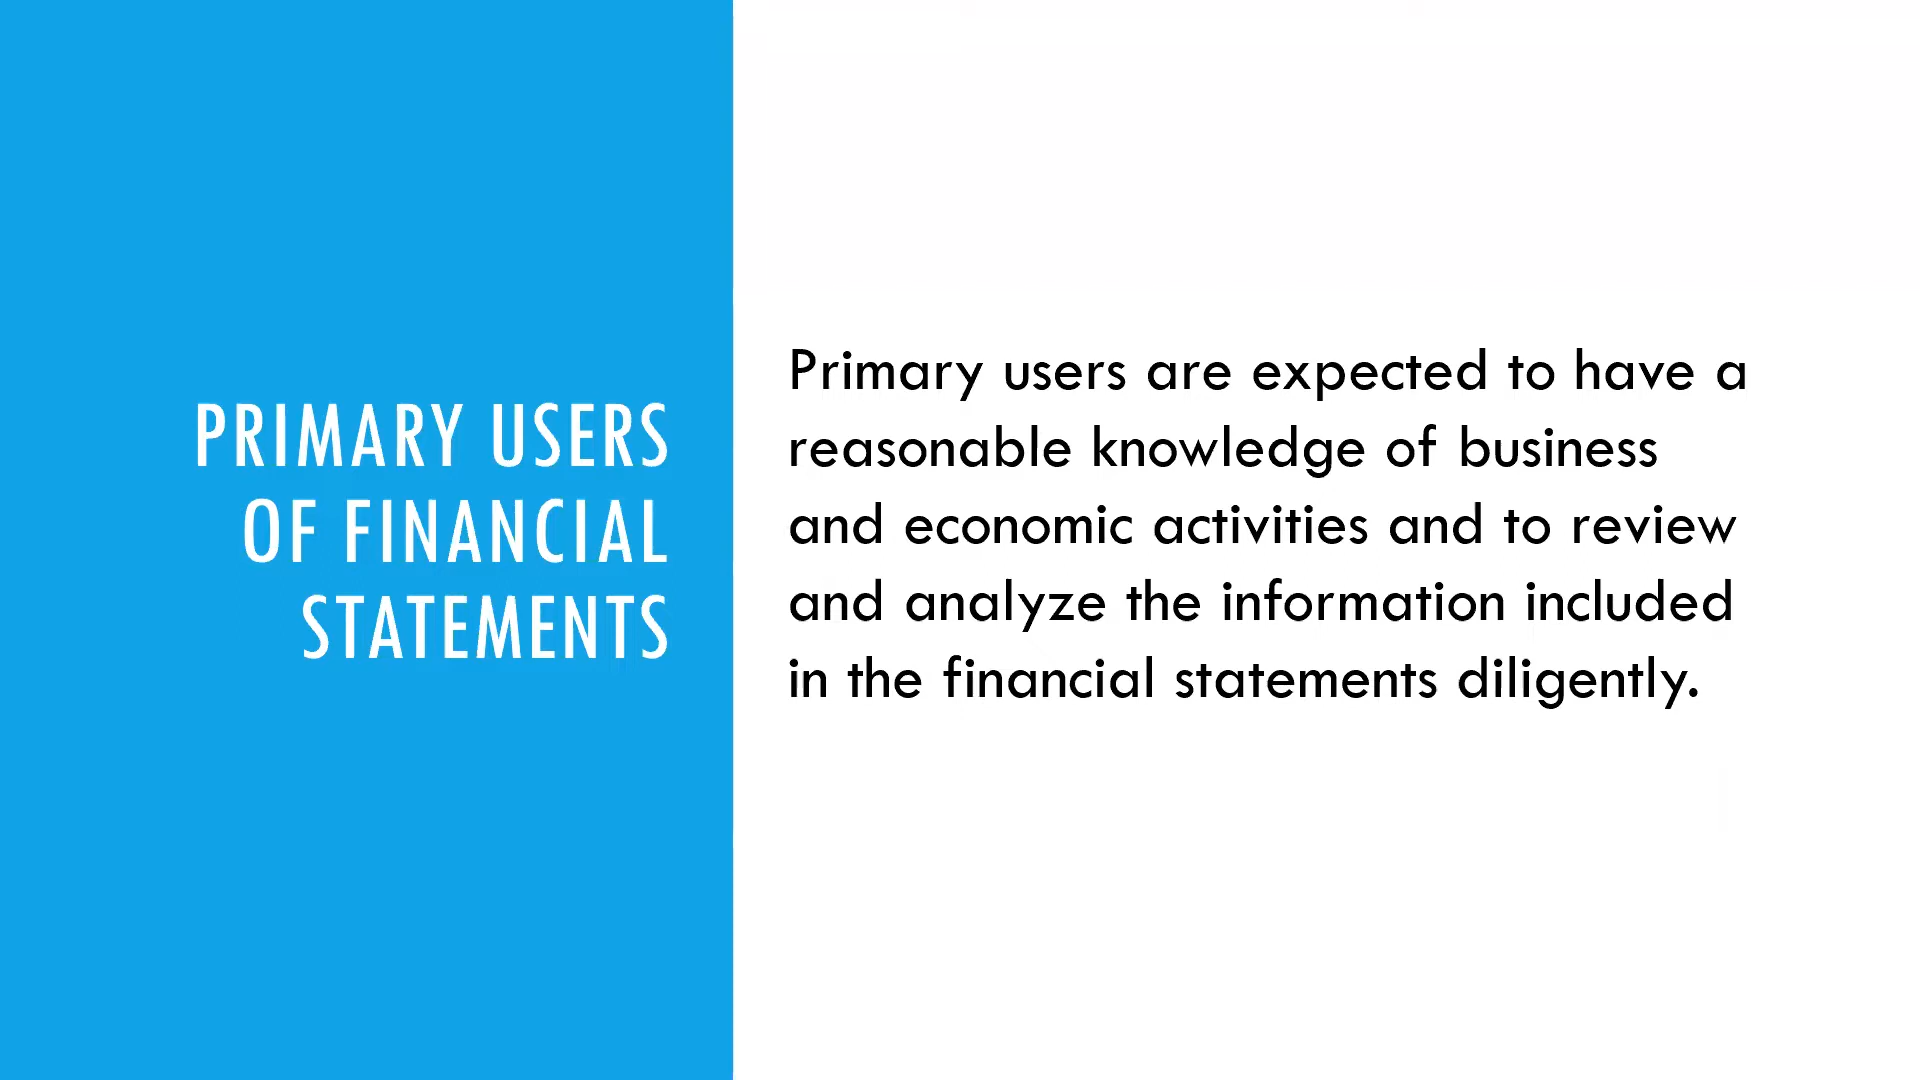 PRIMARY USERS
OF FINANCIAL
STATEMENTS
Primary users are expected to have a
reasonable knowledge of business
and economic activities and to review
and analyze the information included
in the financial statements diligently.